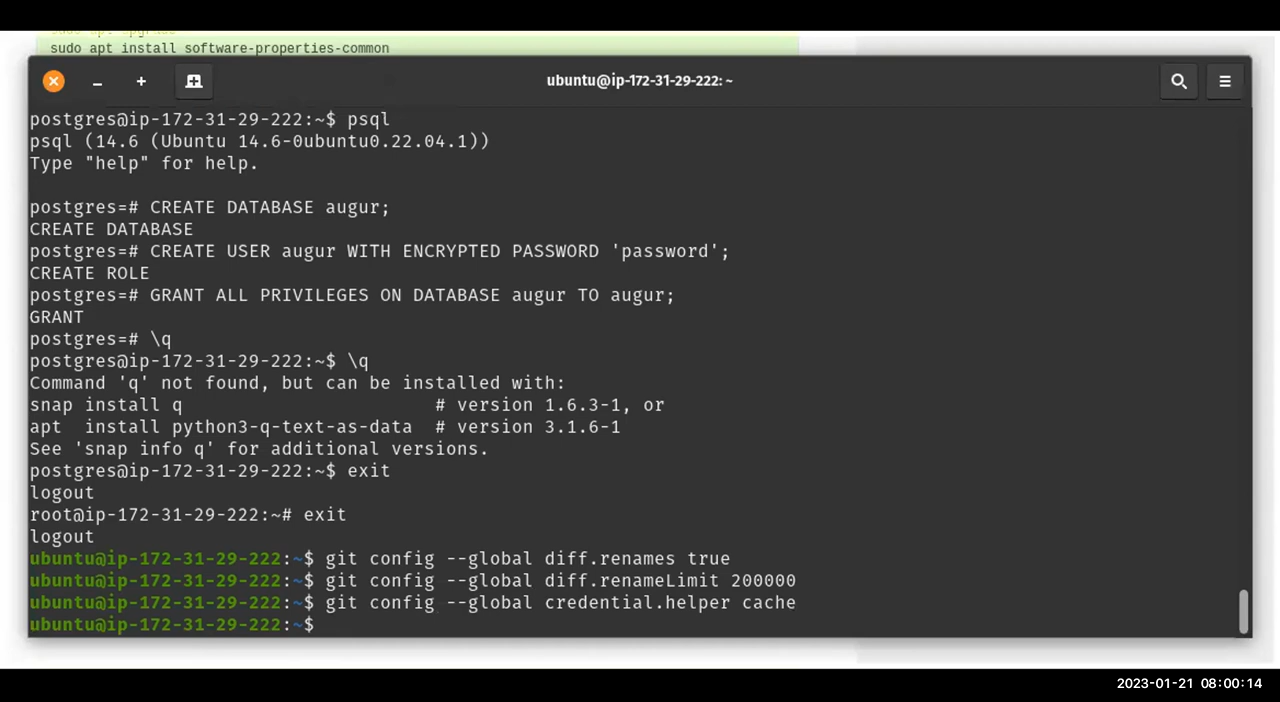 sudo apt upgrade
sudo apt install software-properties-common
ubuntu@ip-172-31-29-222: ~
postgres@ip-172-31-29-222:~$ psql
psql (14.6 (Ubuntu 14.6-0ubuntu0.22.04.1))
Type "help" for help.
postgres=# CREATE DATABASE augur;
CREATE DATABASE
postgres=# CREATE USER augur WITH ENCRYPTED PASSWORD 'password';
CREATE ROLE
postgres=# GRANT ALL PRIVILEGES ON DATABASE augur TO augur;
GRANT
postgres=# \q
postgres@ip-172-31-29-222:~$ \q
Command 'q' not found, but can be installed with:
snap install q                       # version 1.6.3-1, or
apt  install python3-q-text-as-data  # version 3.1.6-1
See 'snap info q' for additional versions.
postgres@ip-172-31-29-222:~$ exit
logout
root@ip-172-31-29-222:~# exit
logout
ubuntu@ip-172-31-29-222:~$ git config --global diff.renames true
ubuntu@ip-172-31-29-222:~$ git config --global diff.renameLimit 200000
ubuntu@ip-172-31-29-222:~$ git config --global credential.helper cache
ubuntu@ip-172-31-29-222:~$
2023-01-21 08:00:14